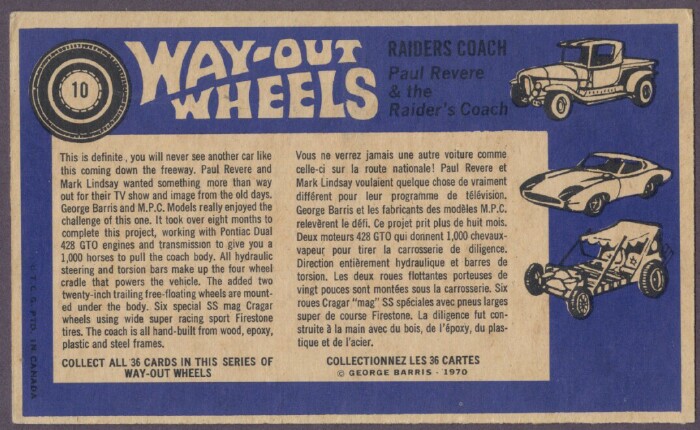 10
WAY-OUT
WHEELS
RAIDERS COACH
Paul Revere
& the
Raider's Coach
This is definite, you will never see another car like
this coming down the freeway. Paul Revere and
Mark Lindsay wanted something more than way
out for their TV show and image from the old days.
George Barris and M.P.C. Models really enjoyed the
challenge of this one. It took over eight months to
complete this project, working with Pontiac Dual
428 GTO engines and transmission to give you a
1,000 horses to pull the coach body. All hydraulic
steering and torsion bars make up the four wheel
cradle that powers the vehicle. The added two
twenty-inch trailing free-floating wheels are mount-
ed under the body. Six special SS mag Cragar
wheels using wide super racing sport Firestone
tires. The coach is all hand-built from wood, epoxy,
plastic and steel frames.
COLLECT ALL 36 CARDS IN THIS SERIES OF
WAY-OUT WHEELS
Vous ne verrez jamais une autre voiture comme
celle-ci sur la route nationale! Paul Revere et
Mark Lindsay voulaient quelque chose de vraiment
différent pour leur programme de télévision.
George Barris et les fabricants des modèles M.P.C.
relevèrent le défi. Ce projet prit plus de huit mois.
Deux moteurs 428 GTO qui donnent 1,000 chevaux-
vapeur pour tirer la carrosserie de diligence.
Direction entièrement hydraulique et barres de
torsion. Les deux roues flottantes porteuses de
vingt pouces sont montées sous la carrosserie. Six
roues Cragar "mag" SS spéciales avec pneus larges
super de course Firestone. La diligence fut con-
struite à la main avec du bois, de l'époxy, du plas-
tique et de l'acier.
COLLECTIONNEZ LES 36 CARTES
© GEORGE BARRIS - 1970
© T.C.G. PTD. IN CANADA